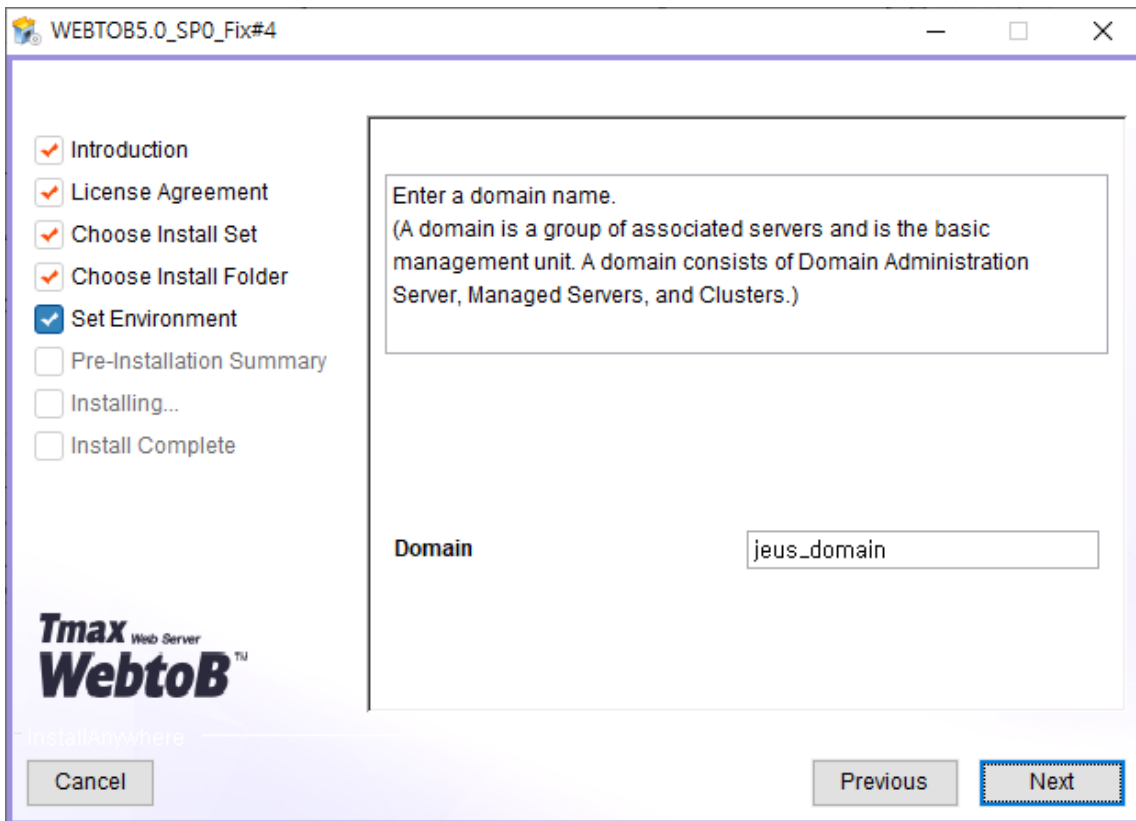 WEBTOB5.0_SP0_Fix#4
Introduction
License Agreement
Choose Install Set
Choose Install Folder
Set Environment
Pre-Installation Summary
Installing...
Install Complete
Enter a domain name.
(A domain is a group of associated servers and is the basic
management unit. A domain consists of Domain Administration
Server, Managed Servers, and Clusters.)
Domain
jeus_domain
Tmax Web Server
WebtoB™
InstallAnywhere
Cancel
Previous
Next